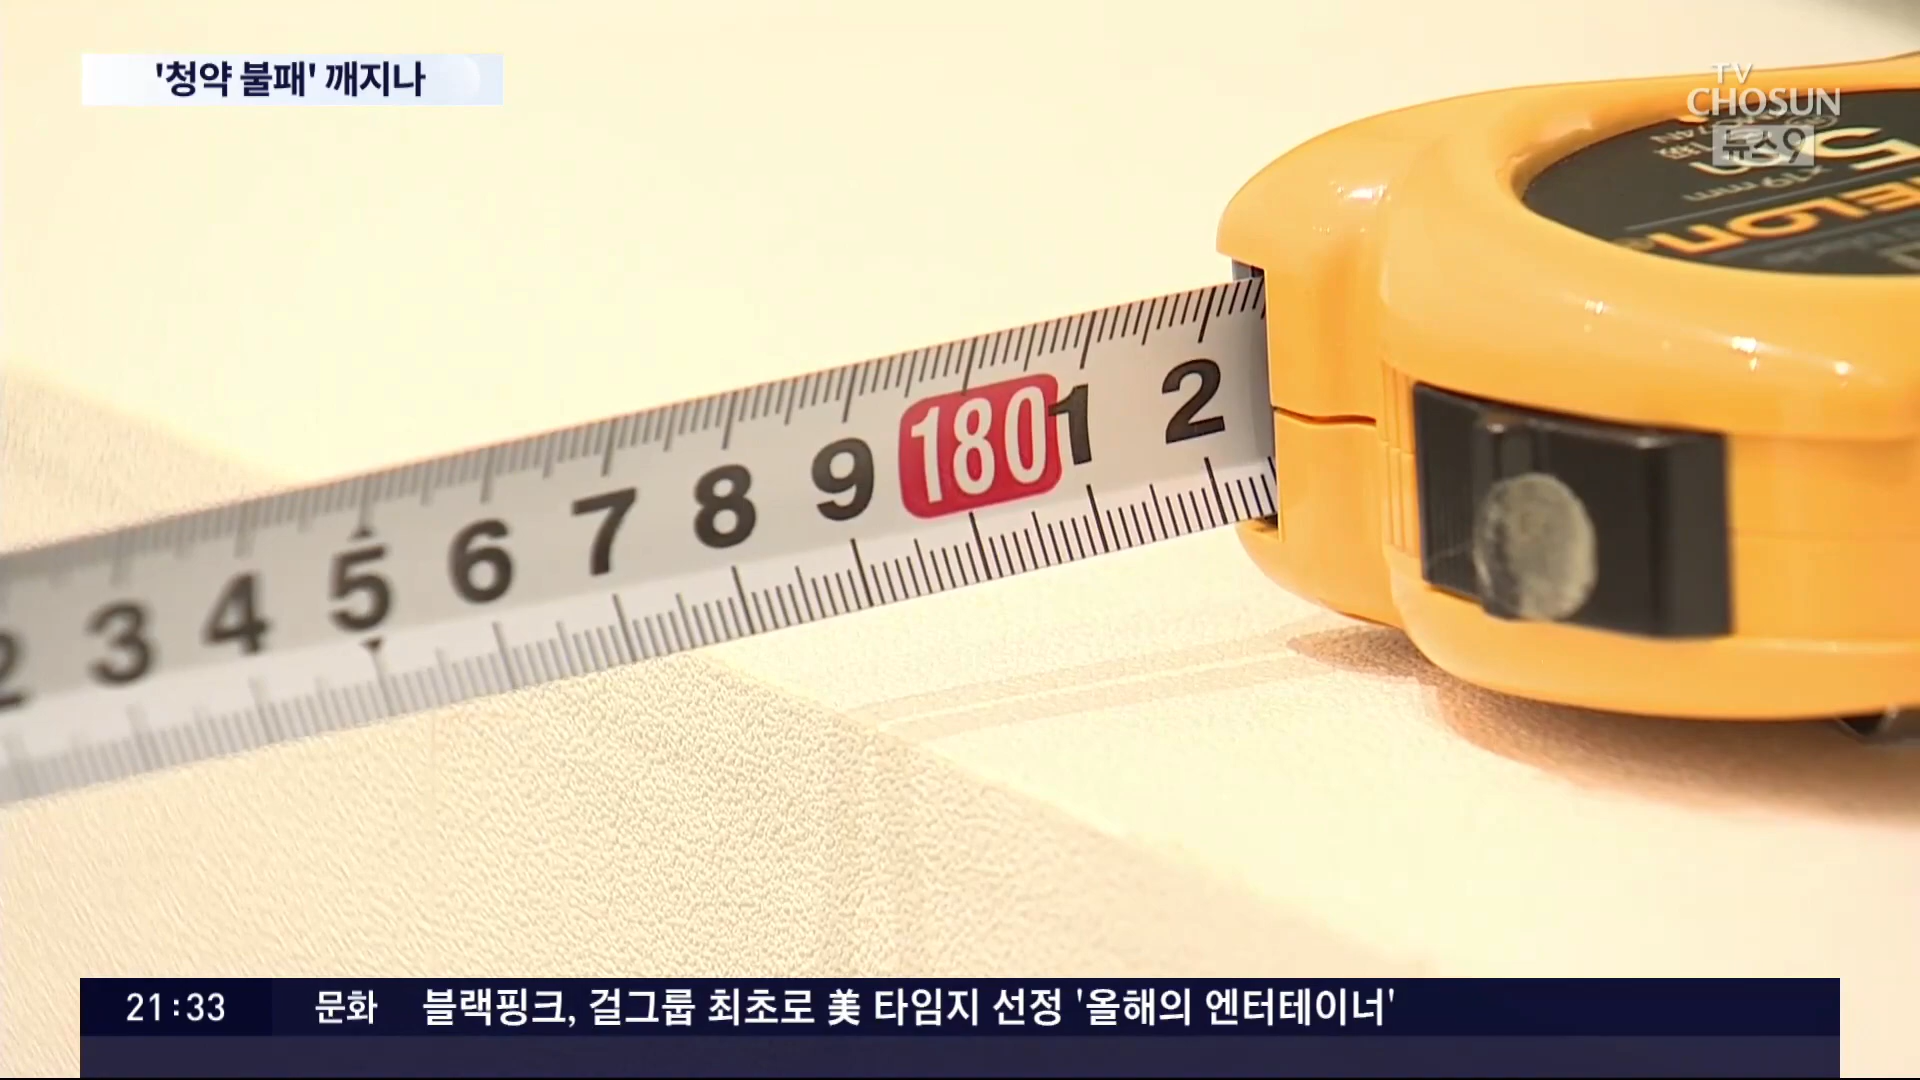 '청약 불패' 깨지나
TV
CHOSUN
뉴스9
5m
x19mm
2 3 4 5 6 7 8 9 180 1 2
21:33 문화 블랙핑크, 걸그룹 최초로 美 타임지 선정 '올해의 엔터테이너'